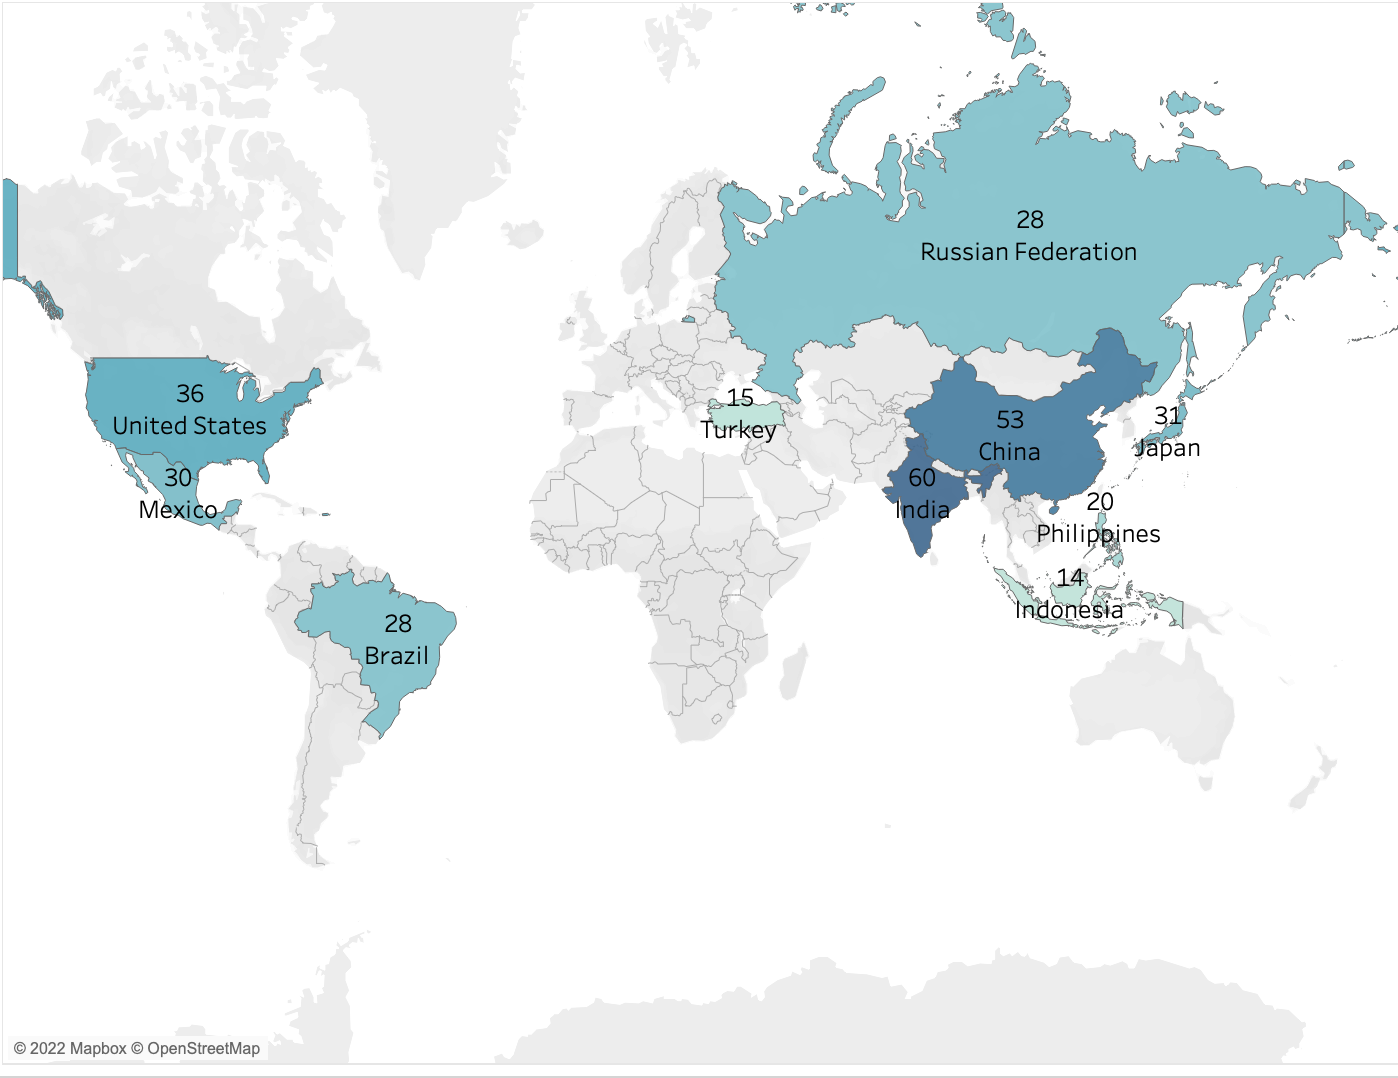 28
Russian Federation
36
United States
15
Turkey
53
China
31
Japan
30
Mexico
60
India
20
Philippines
14
Indonesia
28
Brazil
© 2022 Mapbox © OpenStreetMap